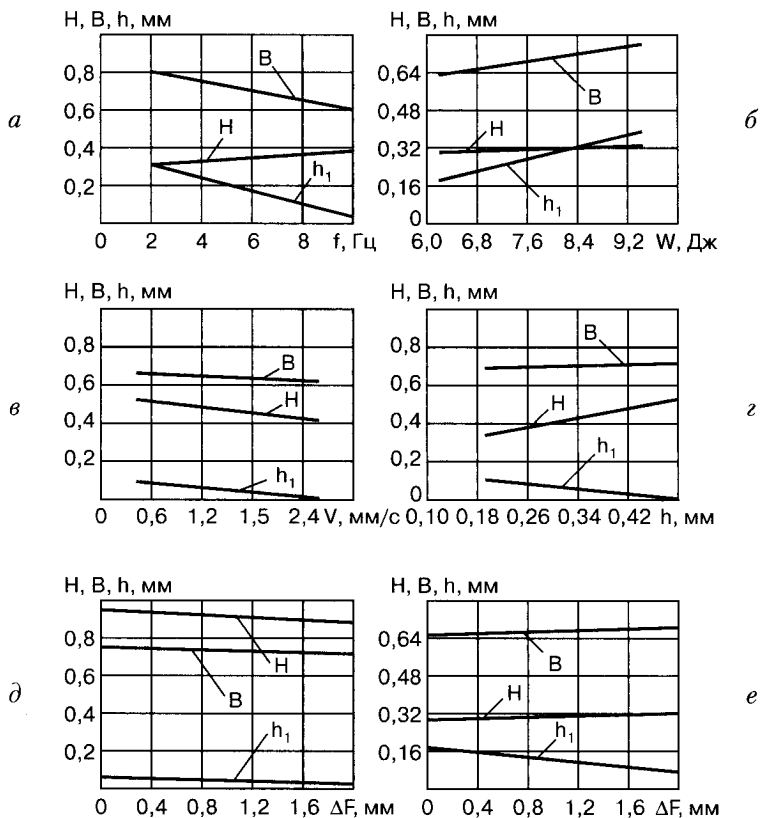 Н, В, h, мм
0,8
0,6
0,4
0,2
В
Н
h₁
0 2 4 6 8 f, Гц
а
Н, В, h, мм
0,64
0,48
0,32
0,16
0
В
Н
h₁
6,0 6,8 7,6 8,4 9,2 W, Дж
б
Н, В, h, мм
0,8
0,6
0,4
0,2
В
Н
h₁
0 0,6 1,2 1,5 2,4 V, мм/с
в
Н, В, h, мм
0,8
0,6
0,4
0,2
0
В
Н
h₁
0,10 0,18 0,26 0,34 0,42 h, мм
г
Н, В, h, мм
0,8
0,6
0,4
0,2
Н
В
h₁
0 0,4 0,8 1,2 1,6 ΔF, мм
д
Н, В, h, мм
0,64
0,48
0,32
0,16
В
Н
h₁
0 0,4 0,8 1,2 1,6 ΔF, мм
е